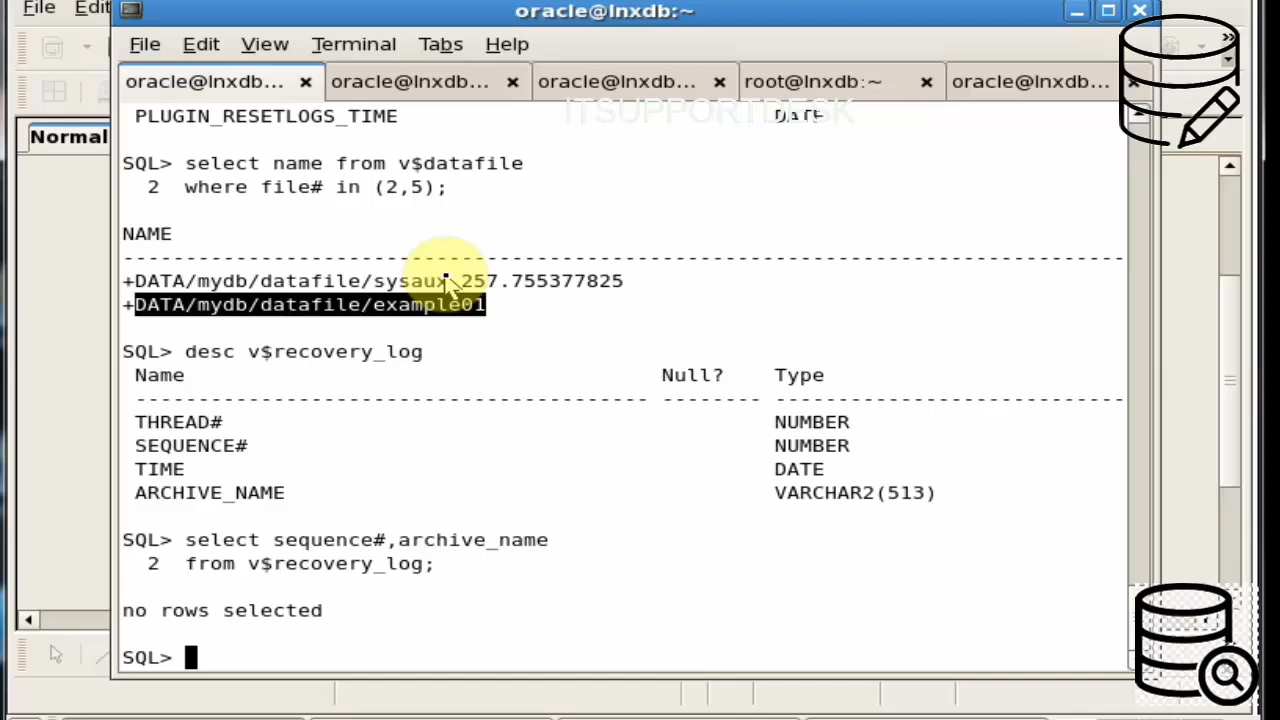 File Edit
oracle@lnxdb:~
File Edit View Terminal Tabs Help
oracle@lnxdb... oracle@lnxdb... oracle@lnxdb... root@lnxdb:~ oracle@lnxdb...
ITSUPPORTDESK
Normal
PLUGIN_RESETLOGS_TIME DATE
SQL> select name from v$datafile
2 where file# in (2,5);
NAME
--------------------------------------------------------------------------------
+DATA/mydb/datafile/sysaux.257.755377825
+DATA/mydb/datafile/example01
SQL> desc v$recovery_log
Name Null? Type
----------------------------------------- -------- ----------------------------
THREAD# NUMBER
SEQUENCE# NUMBER
TIME DATE
ARCHIVE_NAME VARCHAR2(513)
SQL> select sequence#,archive_name
2 from v$recovery_log;
no rows selected
SQL>